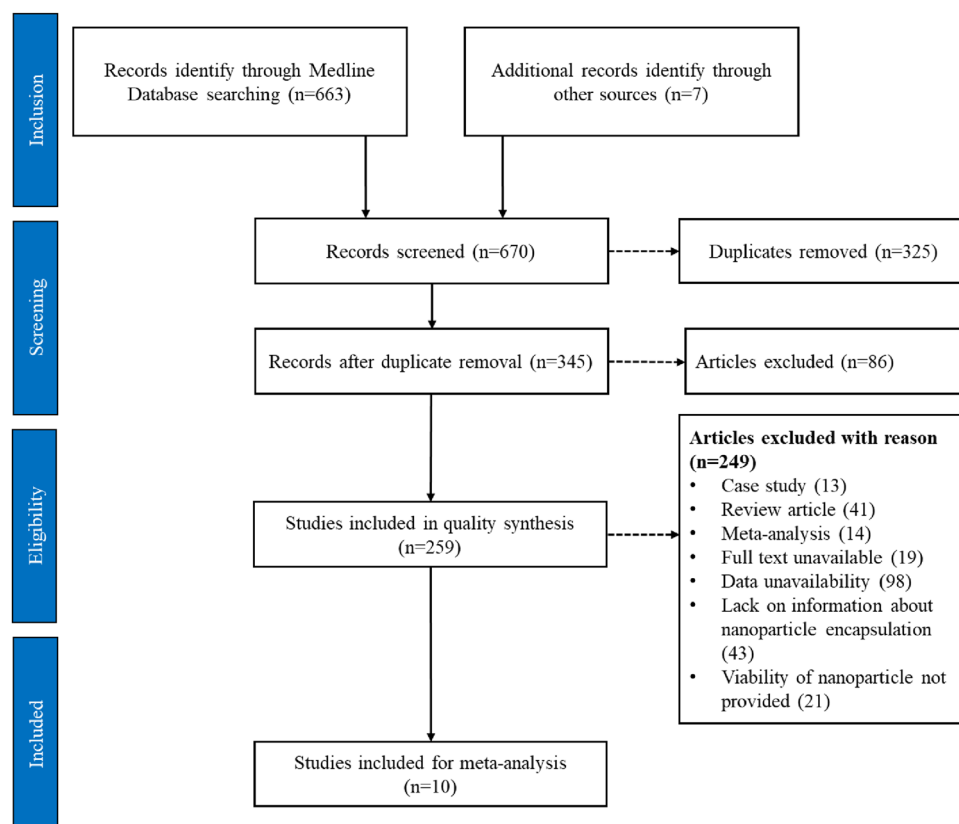 Inclusion
Records identify through Medline
Database searching (n=663)
Additional records identify through
other sources (n=7)
Screening
Records screened (n=670)
Duplicates removed (n=325)
Records after duplicate removal (n=345)
Articles excluded (n=86)
Eligibility
Studies included in quality synthesis
(n=259)
Articles excluded with reason
(n=249)
• Case study (13)
• Review article (41)
• Meta-analysis (14)
• Full text unavailable (19)
• Data unavailability (98)
• Lack on information about
nanoparticle encapsulation
(43)
• Viability of nanoparticle not
provided (21)
Included
Studies included for meta-analysis
(n=10)